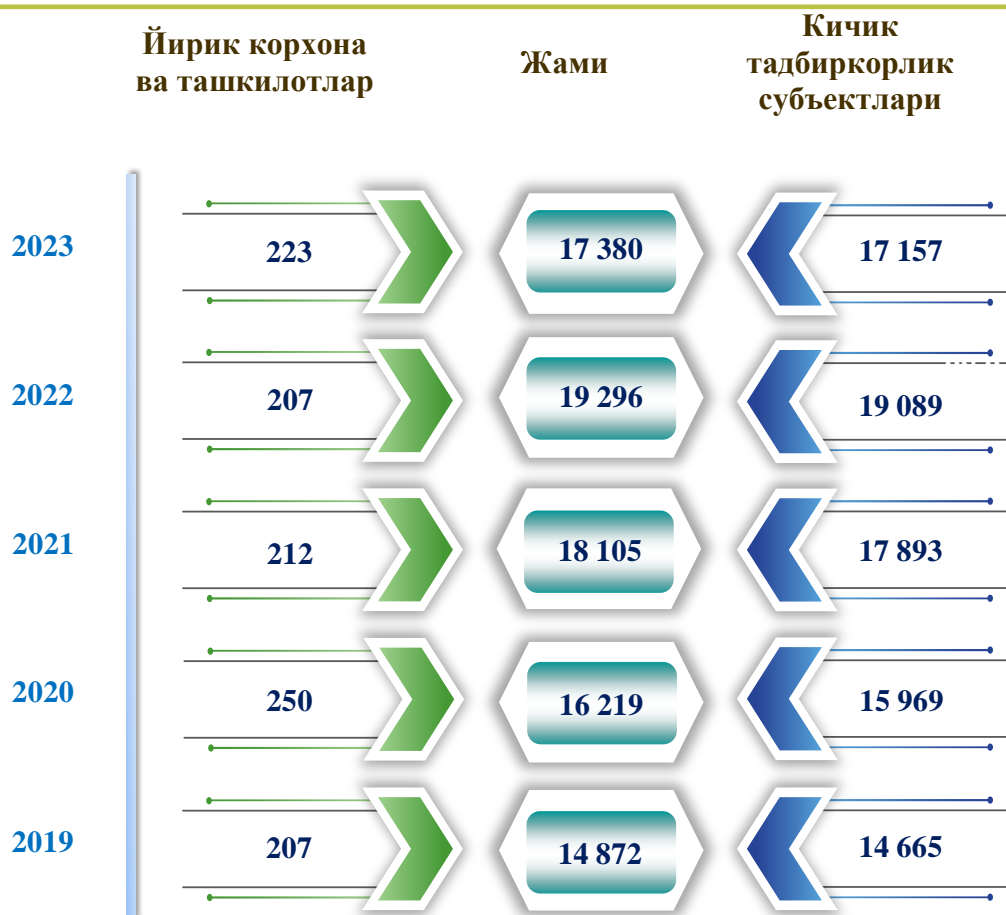 Йирик корхона
ва ташкилотлар
Жами
Кичик
тадбиркорлик
субъектлари
2023 223 17 380 17 157
2022 207 19 296 19 089
2021 212 18 105 17 893
2020 250 16 219 15 969
2019 207 14 872 14 665